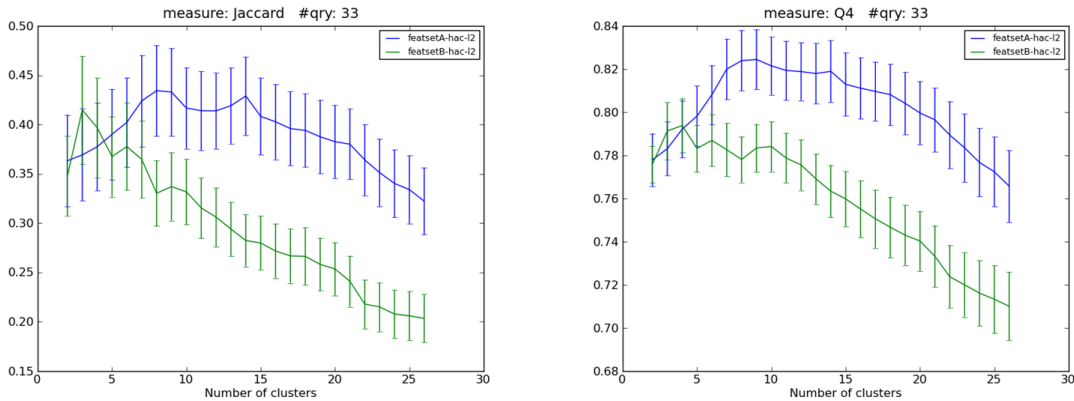 measure: Jaccard #qry: 33
featsetA-hac-l2
featsetB-hac-l2
0.50
0.45
0.40
0.35
0.30
0.25
0.20
0.15
0 5 10 15 20 25 30
Number of clusters
measure: Q4 #qry: 33
featsetA-hac-l2
featsetB-hac-l2
0.84
0.82
0.80
0.78
0.76
0.74
0.72
0.70
0.68
0 5 10 15 20 25 30
Number of clusters